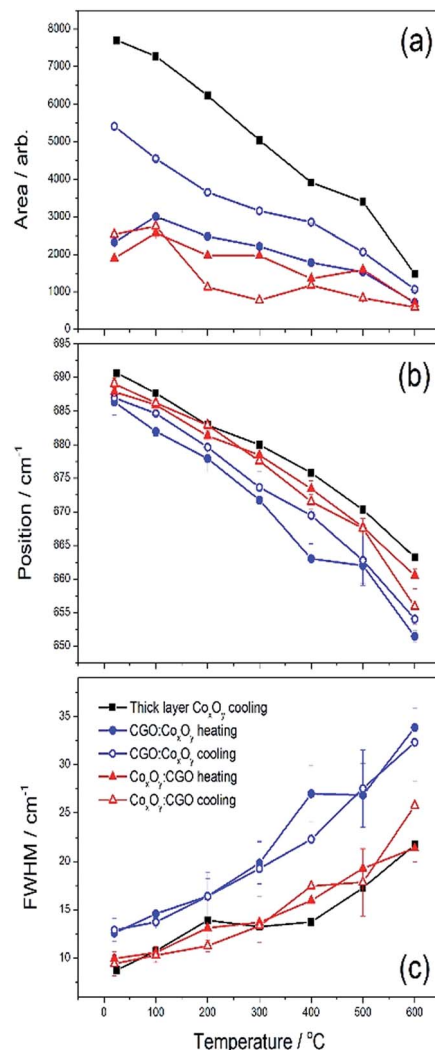 (a)
Area / arb.
8000
7000
6000
5000
4000
3000
2000
1000
0
(b)
Position / cm⁻¹
695
690
685
680
675
670
665
660
655
650
(c)
FWHM / cm⁻¹
35
30
25
20
15
10
Thick layer CoₓOᵧ cooling
CGO:CoₓOᵧ heating
CGO:CoₓOᵧ cooling
CoₓOᵧ:CGO heating
CoₓOᵧ:CGO cooling
0 100 200 300 400 500 600
Temperature / °C